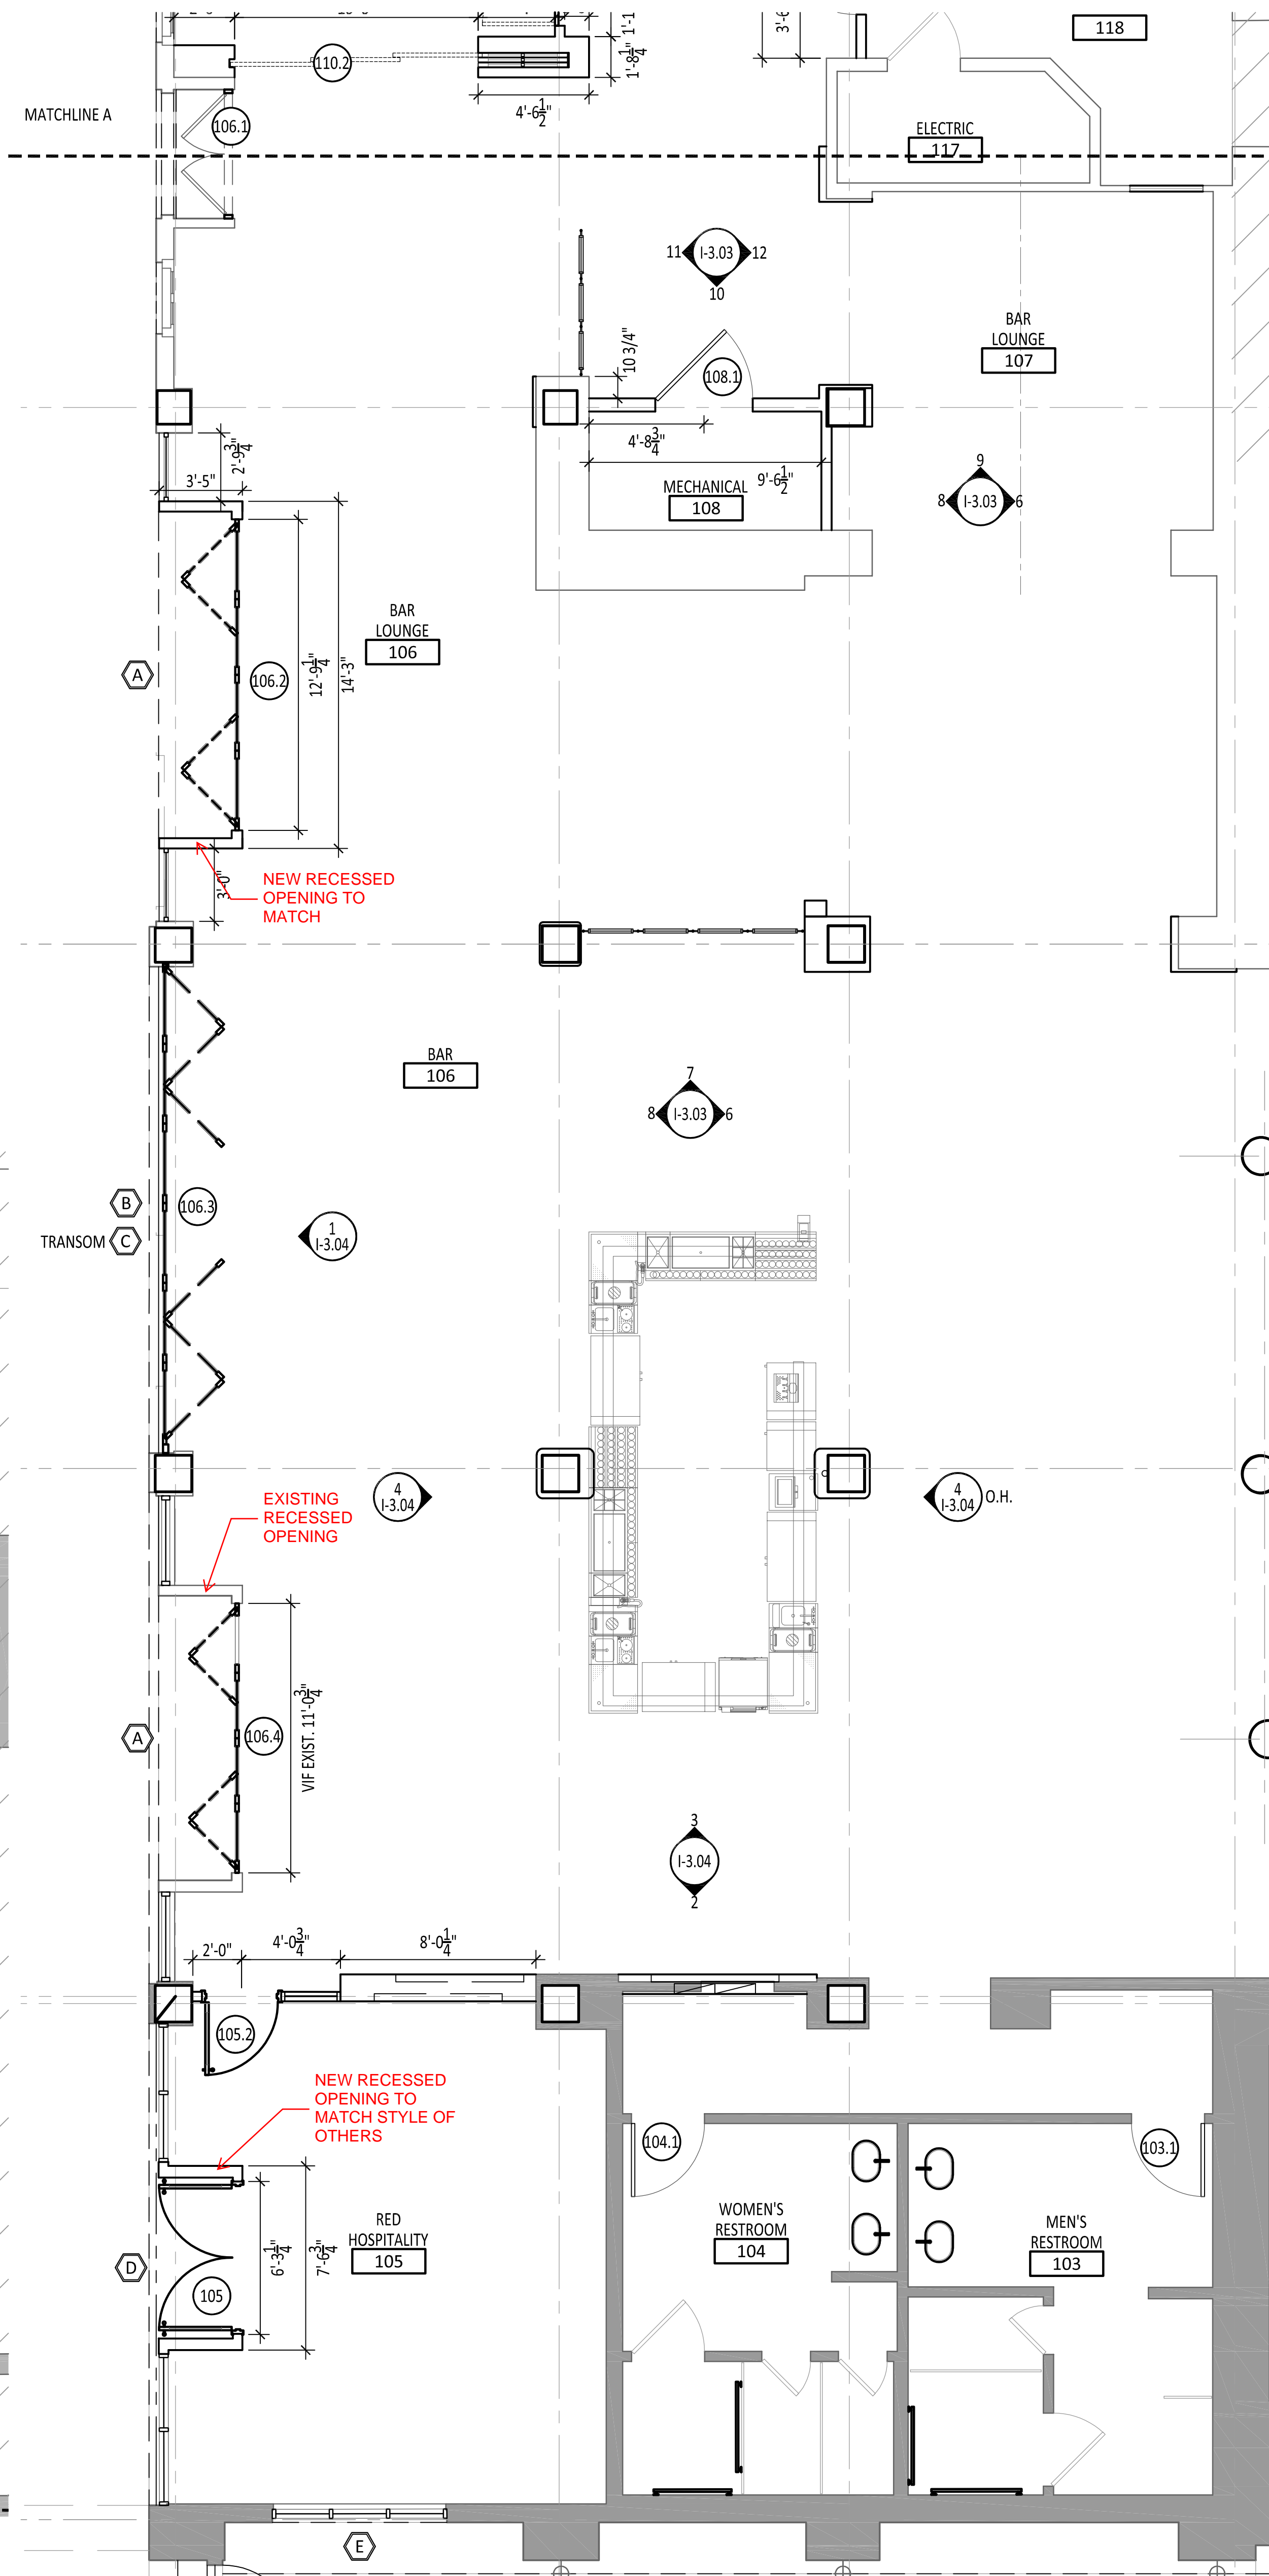 118
3'-6
1'-1
1'-8 1/4"
110.2
4'-6 1/2"
MATCHLINE A
106.1
ELECTRIC
117
11
I-3.03
12
10
BAR
LOUNGE
107
10 3/4"
108.1
4'-8 3/4"
2'-9 3/4"
3'-5"
9'-6 1/2"
MECHANICAL
108
9
8
I-3.03
6
BAR
LOUNGE
106
A
106.2
12'-9 1/4"
14'-3"
3'-0"
NEW RECESSED
OPENING TO
MATCH
BAR
106
7
8
I-3.03
6
B
106.3
TRANSOM
C
1
I-3.04
4
I-3.04
4
I-3.04
O.H.
EXISTING
RECESSED
OPENING
A
106.4
VIF EXIST. 11'-0 3/4"
3
I-3.04
2
2'-0"
4'-0 3/4"
8'-0 1/4"
105.2
NEW RECESSED
OPENING TO
MATCH STYLE OF
OTHERS
104.1
103.1
WOMEN'S
RESTROOM
104
MEN'S
RESTROOM
103
RED
HOSPITALITY
105
D
105
6'-3 1/4"
7'-6 3/4"
E